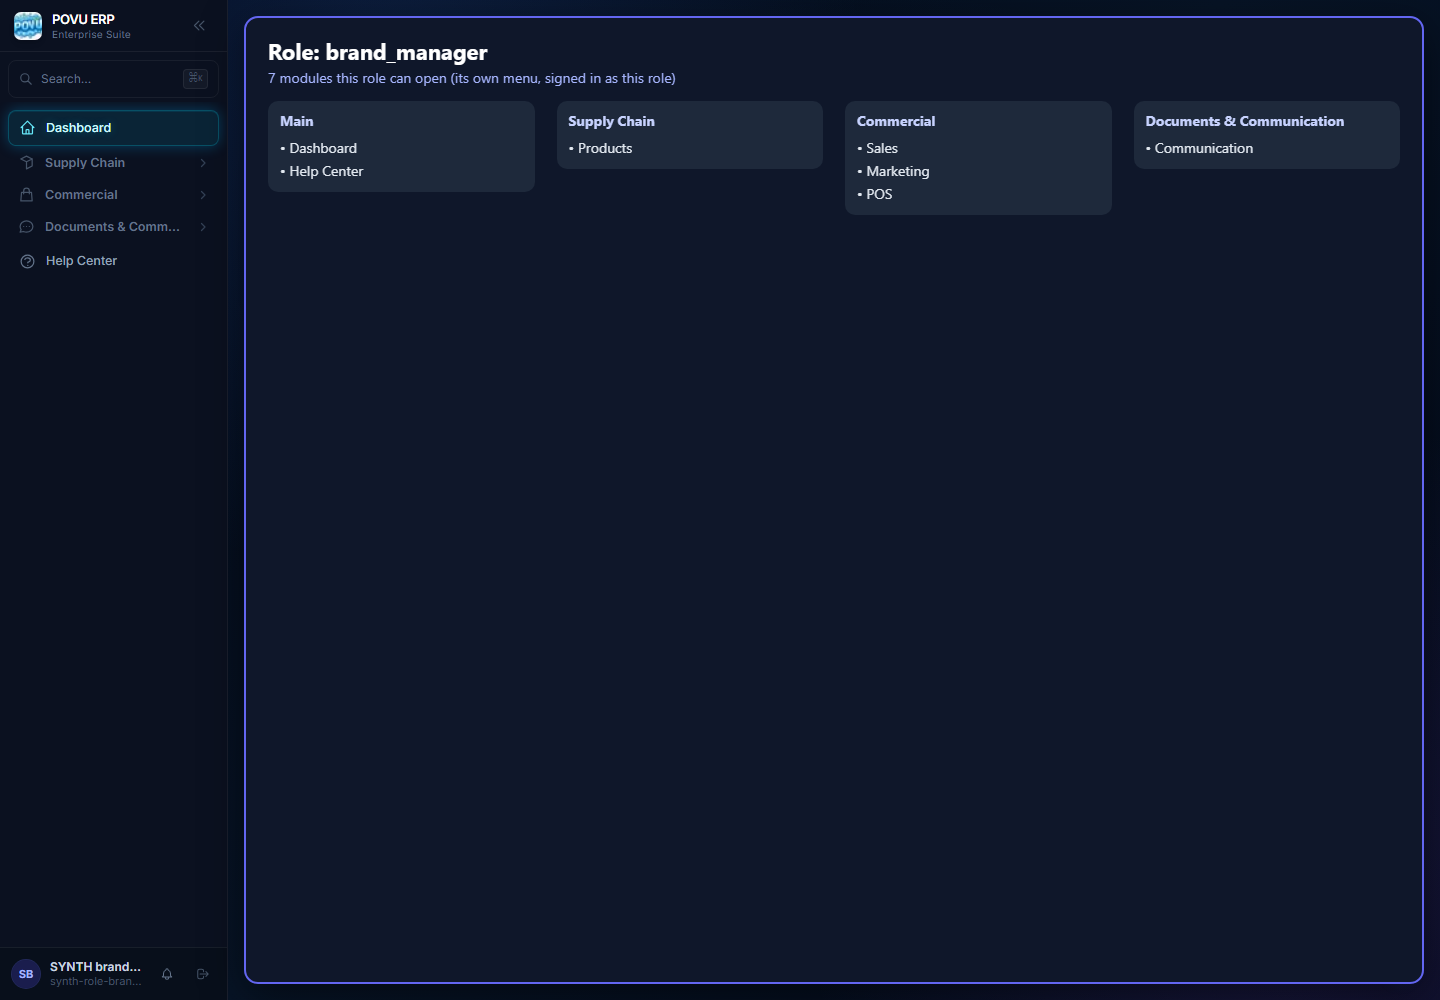 POVU ERP
Enterprise Suite
Search...
⌘K
Dashboard
Supply Chain
Commercial
Documents & Comm...
Help Center
Role: brand_manager
7 modules this role can open (its own menu, signed in as this role)
Main
• Dashboard
• Help Center
Supply Chain
• Products
Commercial
• Sales
• Marketing
• POS
Documents & Communication
• Communication
SB
SYNTH brand...
synth-role-bran...